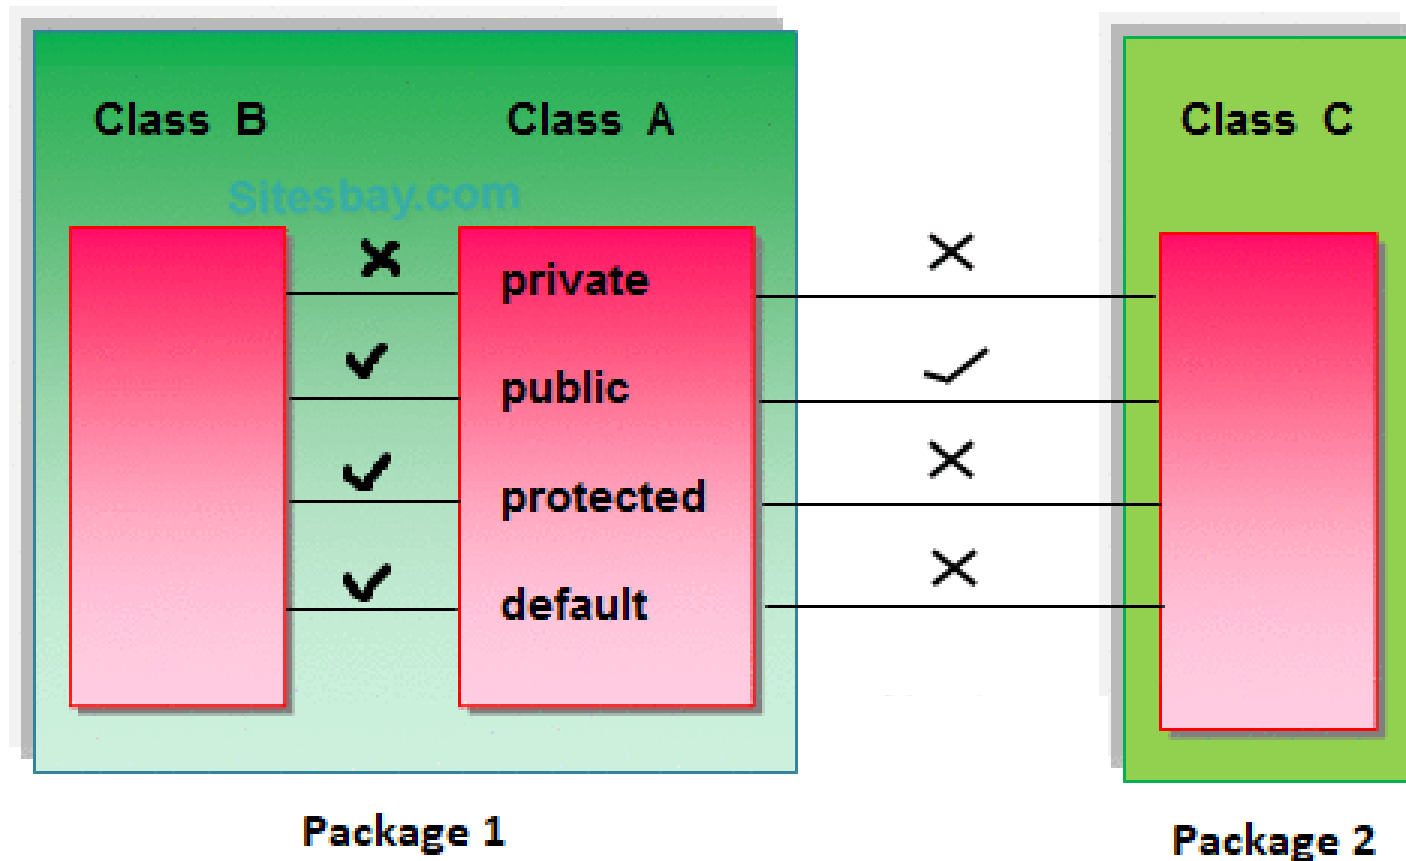 Class B
Class A
Class C
Sitesbay.com
private
public
protected
default
Package 1
Package 2